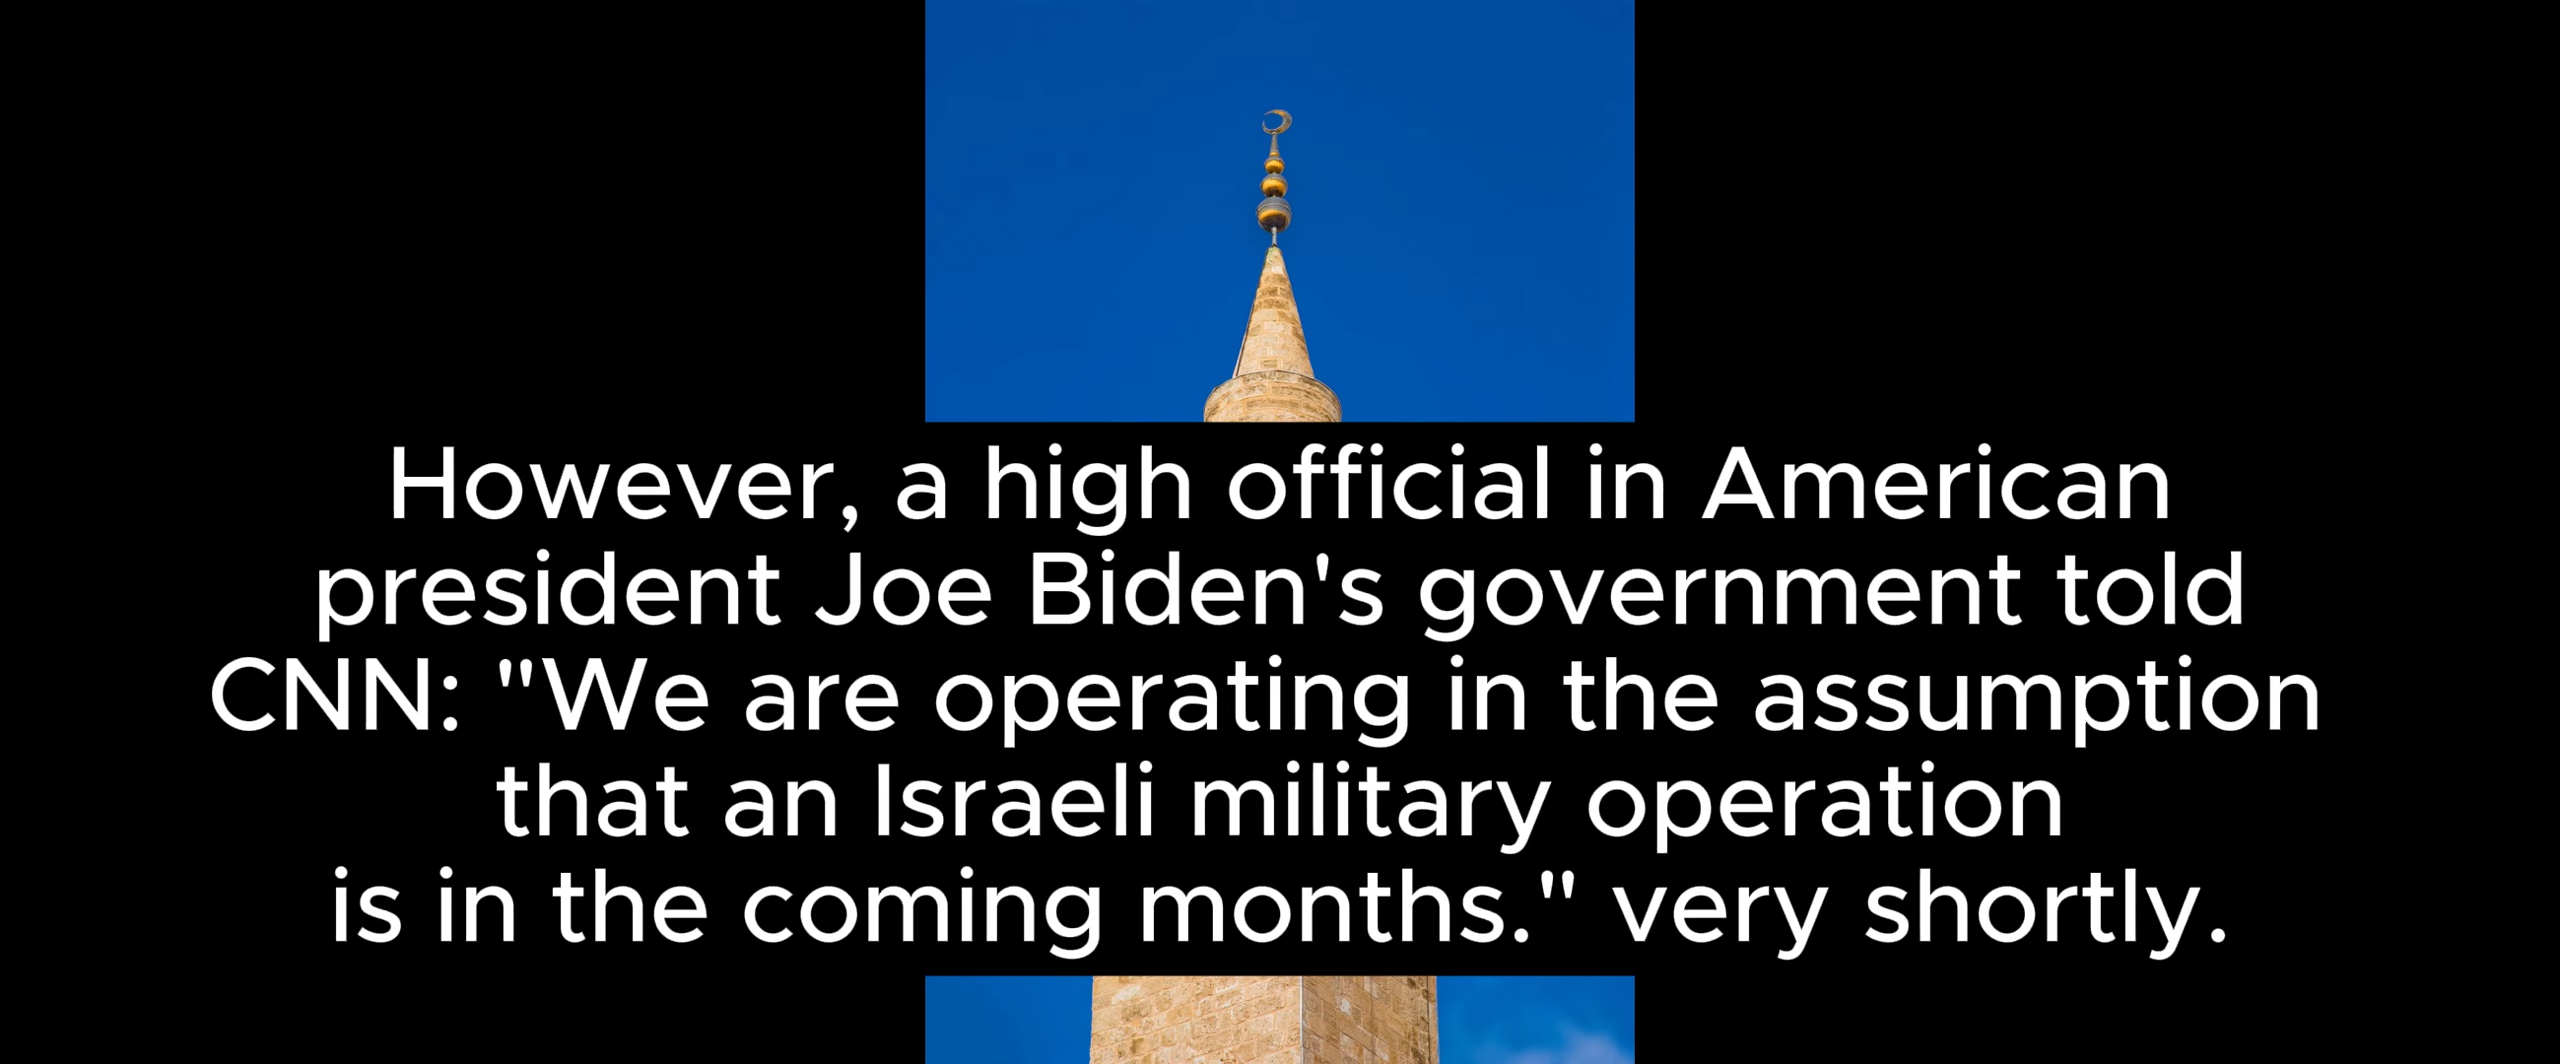 However, a high official in American
president Joe Biden's government told
CNN: "We are operating in the assumption
that an Israeli military operation
is in the coming months." very shortly.